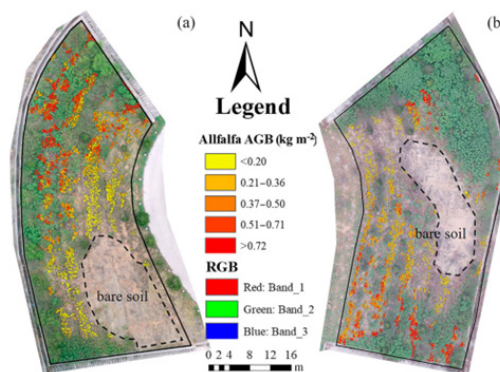 (a)
N
(b)
Legend
Allfalfa AGB (kg m⁻²)
<0.20
0.21–0.36
0.37–0.50
0.51–0.71
>0.72
RGB
Red: Band_1
Green: Band_2
Blue: Band_3
0 2 4 8 12 16
m
bare soil
bare soil